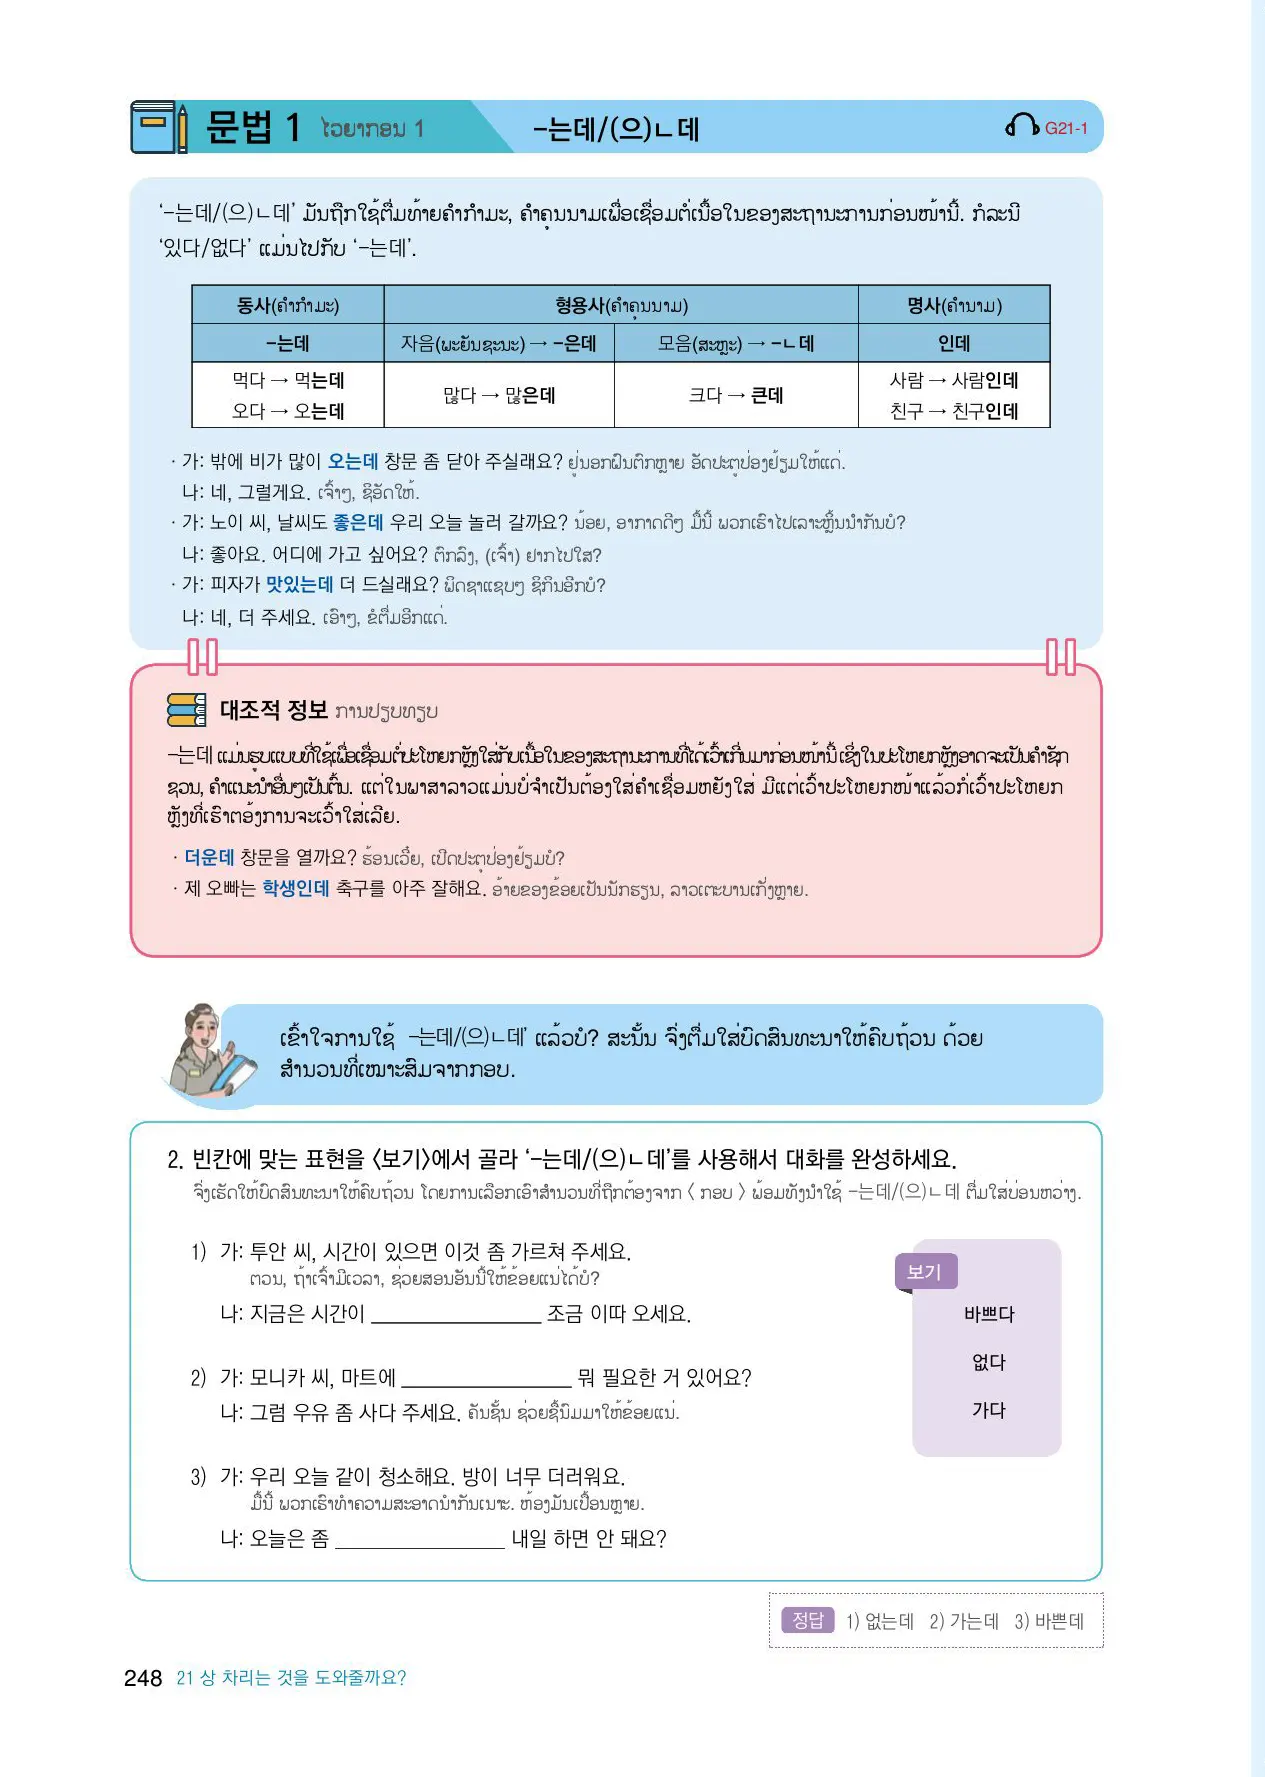 문법 1 ໄວຍາກອນ 1 -는데/(으)ㄴ데 G21-1
‘-는데/(으)ㄴ데’ ມັນຖືກໃຊ້ຕື່ມທ້າຍຄຳກຳມະ, ຄຳຄຸນນາມເພື່ອເຊື່ອມຕໍ່ເນື້ອໃນຂອງສະຖານະການກ່ອນໜ້ານີ້. ກໍລະນີ
‘있다/없다’ ແມ່ນໄປກັບ ‘-는데’.
동사(ຄຳກຳມະ) 형용사(ຄຳຄຸນນາມ) 명사(ຄຳນາມ)
-는데 자음(ພະຍັນຊະນະ) → -은데 모음(ສະຫຼະ) → -ㄴ데 인데
먹다 → 먹는데
오다 → 오는데
많다 → 많은데
크다 → 큰데
사람 → 사람인데
친구 → 친구인데
· 가: 밖에 비가 많이 오는데 창문 좀 닫아 주실래요? ຢູ່ນອກຝົນຕົກຫຼາຍ ອັດປະຕູປ່ອງຢ້ຽມໃຫ້ແດ່.
나: 네, 그럴게요. ເຈົ້າໆ, ຊິອັດໃຫ້.
· 가: 노이 씨, 날씨도 좋은데 우리 오늘 놀러 갈까요? ນ້ອຍ, ອາກາດດີໆ ມື້ນີ້ ພວກເຮົາໄປເລາະຫຼິ້ນນຳກັນບໍ?
나: 좋아요. 어디에 가고 싶어요? ຕົກລົງ, (ເຈົ້າ) ຢາກໄປໃສ?
· 가: 피자가 맛있는데 더 드실래요? ພິດຊາແຊບໆ ຊິກິນອີກບໍ?
나: 네, 더 주세요. ເອົາໆ, ຂໍຕື່ມອີກແດ່.
대조적 정보 ການປຽບທຽບ
-는데 ແມ່ນຮູບແບບທີ່ໃຊ້ເພື່ອເຊື່ອມຕໍ່ປະໂຫຍກຫຼັງໃສ່ກັບເນື້ອໃນຂອງສະຖານະການທີ່ໄດ້ເວົ້າເກີ່ນມາກ່ອນໜ້ານີ້ ເຊິ່ງໃນປະໂຫຍກຫຼັງອາດຈະເປັນຄຳຊັກ
ຊວນ, ຄຳແນະນຳອື່ນໆເປັນຕົ້ນ. ແຕ່ໃນພາສາລາວແມ່ນບໍ່ຈຳເປັນຕ້ອງໃສ່ຄຳເຊື່ອມຫຍັງໃສ່ ມີແຕ່ເວົ້າປະໂຫຍກໜ້າແລ້ວກໍ່ເວົ້າປະໂຫຍກ
ຫຼັງທີ່ເຮົາຕອ້ງການຈະເວົ້າໃສ່ເລີຍ.
· 더운데 창문을 열까요? ຮ້ອນເວີ້ຍ, ເປີດປະຕູປ່ອງຢ້ຽມບໍ?
· 제 오빠는 학생인데 축구를 아주 잘해요. ອ້າຍຂອງຂ້ອຍເປັນນັກຮຽນ, ລາວເຕະບານເກັ່ງຫຼາຍ.
ເຂົ້າໃຈການໃຊ້ -는데/(으)ㄴ데’ ແລ້ວບໍ? ສະນັ້ນ ຈົ່ງຕື່ມໃສ່ບົດສົນທະນາໃຫ້ຄົບຖ້ວນ ດ້ວຍ
ສຳນວນທີ່ເໝາະສົມຈາກກອບ.
2. 빈칸에 맞는 표현을 〈보기〉에서 골라 ‘-는데/(으)ㄴ데’를 사용해서 대화를 완성하세요.
ຈົ່ງເຮັດໃຫ້ບົດສົນທະນາໃຫ້ຄົບຖ້ວນ ໂດຍການເລືອກເອົາສຳນວນທີ່ຖືກຕ້ອງຈາກ 〈 ກອບ 〉 ພ້ອມທັງນຳໃຊ້ -는데/(으)ㄴ데 ຕື່ມໃສ່ບ່ອນຫວ່າງ.
1) 가: 투안 씨, 시간이 있으면 이것 좀 가르쳐 주세요.
ຕວນ, ຖ້າເຈົ້າມີເວລາ, ຊ່ວຍສອນອັນນີ້ໃຫ້ຂ້ອຍແນ່ໄດ້ບໍ?
나: 지금은 시간이 ________________ 조금 이따 오세요.
2) 가: 모니카 씨, 마트에 ________________ 뭐 필요한 거 있어요?
나: 그럼 우유 좀 사다 주세요. ຄັນຊັ້ນ ຊ່ວຍຊື້ນົມມາໃຫ້ຂ້ອຍແນ່.
3) 가: 우리 오늘 같이 청소해요. 방이 너무 더러워요.
ມື້ນີ້ ພວກເຮົາທຳຄວາມສະອາດນຳກັນເນາະ. ຫ້ອງມັນເປື້ອນຫຼາຍ.
나: 오늘은 좀 ________________ 내일 하면 안 돼요?
보기
바쁘다
없다
가다
정답 1) 없는데 2) 가는데 3) 바쁜데
248 21 상 차리는 것을 도와줄까요?